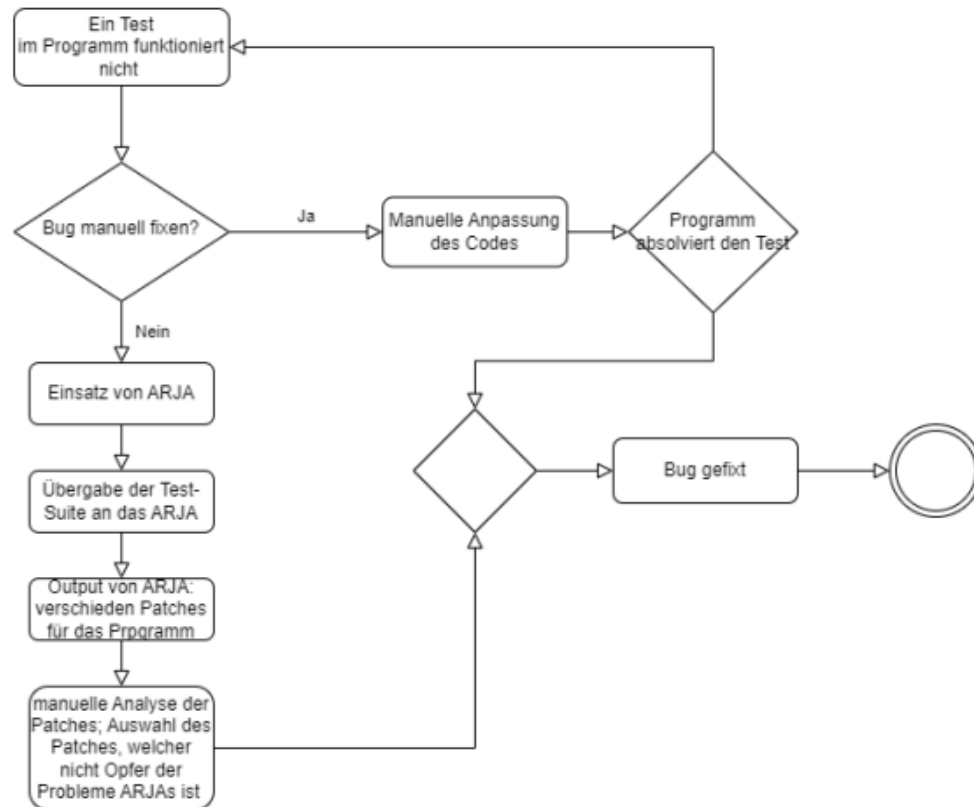 Ein Test
im Programm funktioniert
nicht
Bug manuell fixen?
Ja
Manuelle Anpassung
des Codes
Programm
absolviert den Test
Nein
Einsatz von ARJA
Übergabe der Test-
Suite an das ARJA
Output von ARJA:
verschieden Patches
für das Prpgramm
manuelle Analyse der
Patches; Auswahl des
Patches, welcher
nicht Opfer der
Probleme ARJAs ist
Bug gefixt